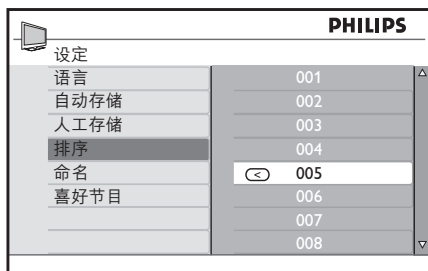 PHILIPS
设定
语言 001
自动存储 002
人工存储 003
排序 004
命名 < 005
喜好节目 006
007
008